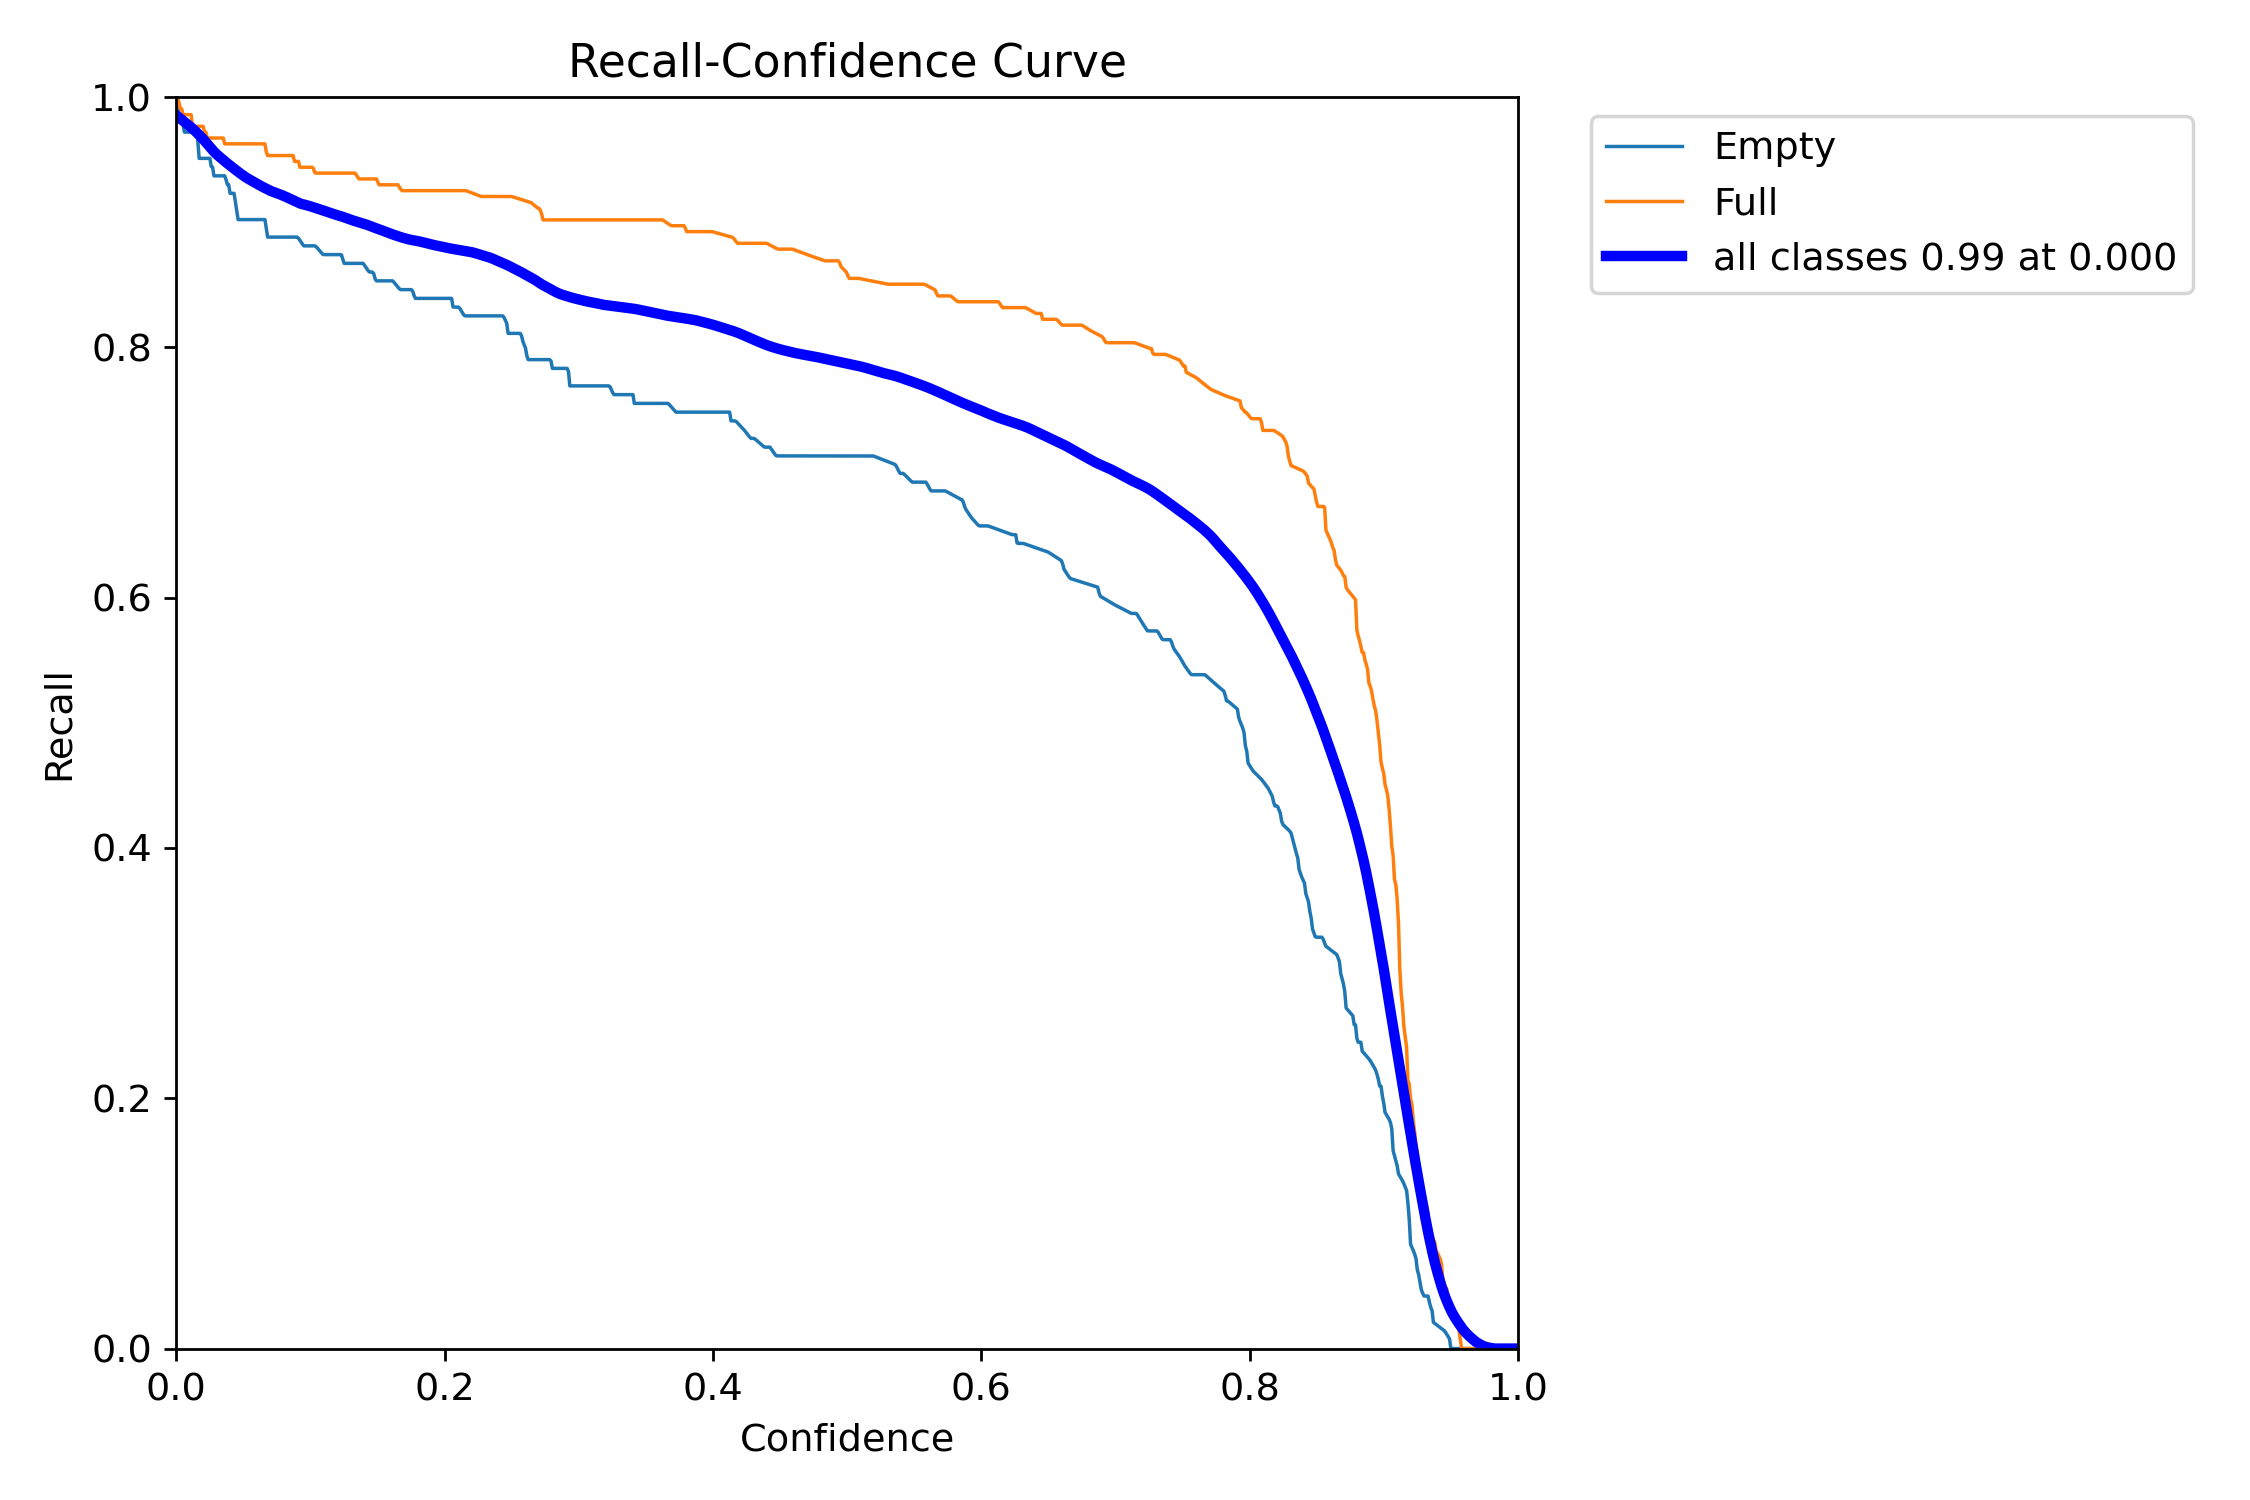 Recall-Confidence Curve
1.0
0.8
0.6
0.4
0.2
0.0
Recall
0.0 0.2 0.4 0.6 0.8 1.0
Confidence
Empty
Full
all classes 0.99 at 0.000